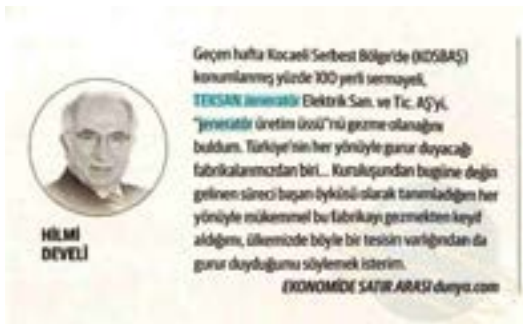 Geçen hafta Kocaeli Serbest Bölge'de (KOSBAŞ)
konumlanmış yüzde 100 yerli sermayeli,
TEKSAN Jeneratör Elektrik San. ve Tic. AŞ'yi,
"jeneratör üretim üssü"nü gezme olanağını
buldum. Türkiye'nin her yönüyle gurur duyacağı
fabrikalarımızdan biri... Kuruluşundan bugüne değin
gelinen süreci başarı öyküsü olarak tanımladığım her
yönüyle mükemmel bu fabrikayı gezmekten keyif
aldığımı, ülkemizde böyle bir tesisin varlığından da
gurur duyduğumu söylemek isterim.
EKONOMİDE SATIR ARASI dunya.com
HİLMİ
DEVELİ